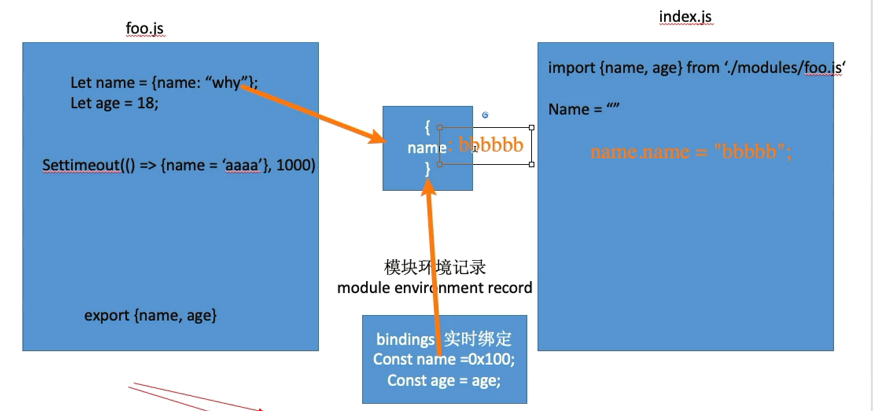 foo.js
Let name = {name: “why”};
Let age = 18;
Settimeout(() => {name = ‘aaaa’}, 1000)
export {name, age}
{
name: bbbbbb
}
模块环境记录
module environment record
bindings 实时绑定
Const name =0x100;
Const age = age;
index.js
import {name, age} from ‘./modules/foo.js‘
Name = “”
name.name = "bbbbb";